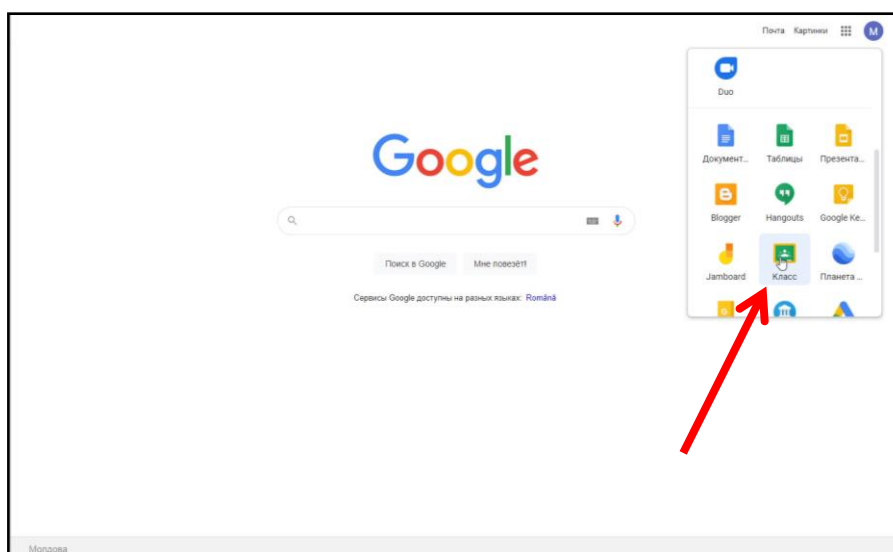 Почта Картинки M
Duo
Google
Документ... Таблицы Презента...
Blogger Hangouts Google Ke...
Поиск в Google Мне повезёт!
Jamboard Класс Планета ...
Сервисы Google доступны на разных языках: Română
Молдова